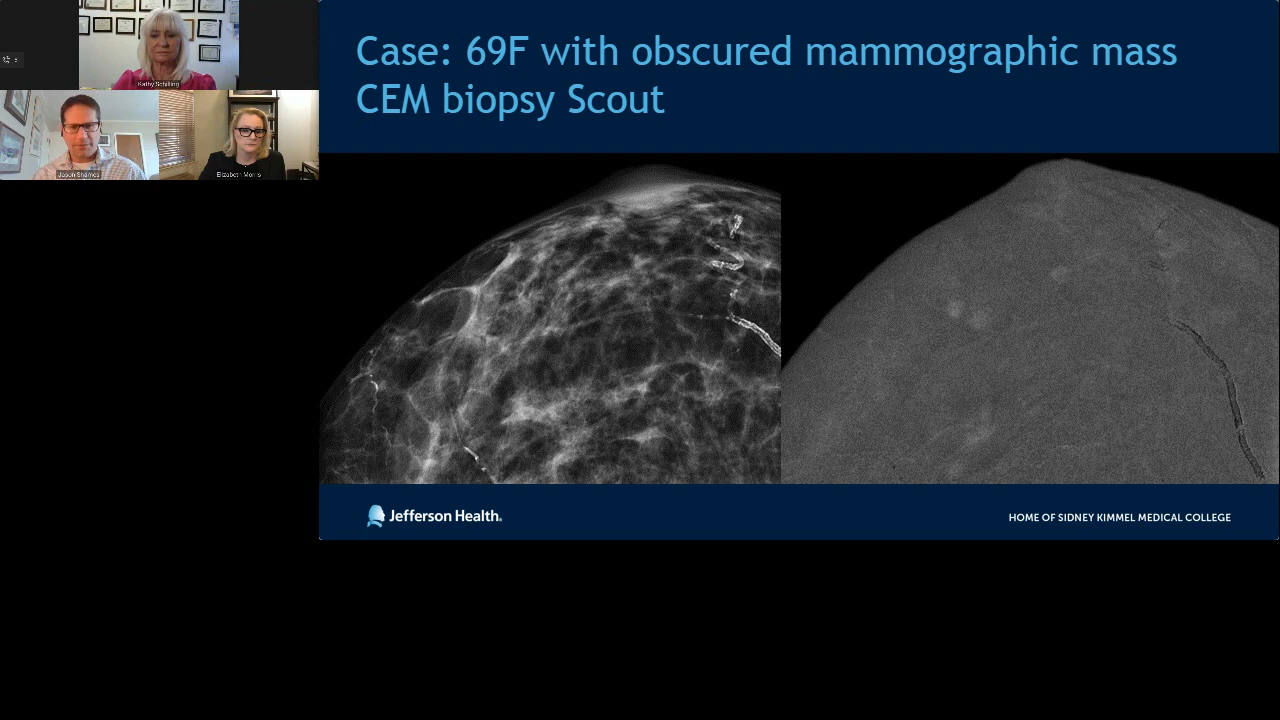 Kathy Schilling
Jason Shames
Elizabeth Morris
Case: 69F with obscured mammographic mass
CEM biopsy Scout
Jefferson Health.
HOME OF SIDNEY KIMMEL MEDICAL COLLEGE